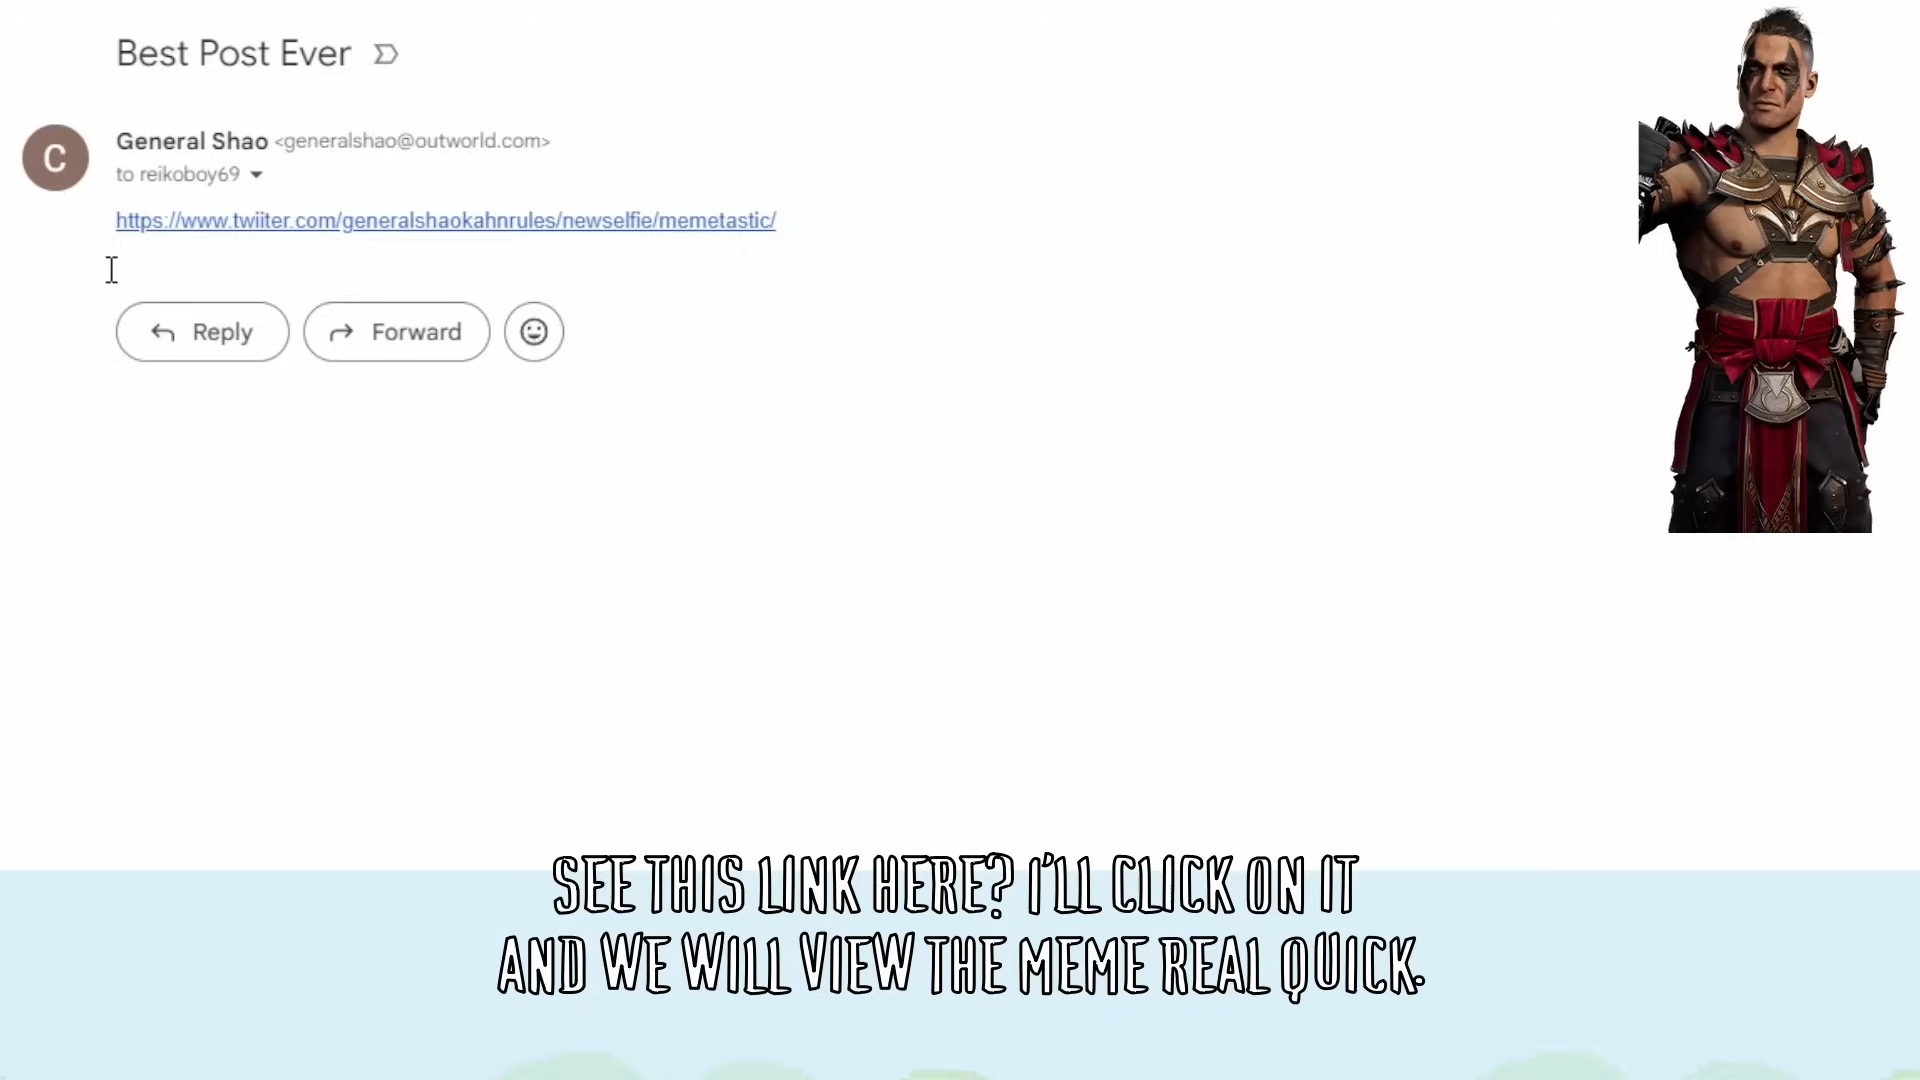 Best Post Ever
C
General Shao <generalshao@outworld.com>
to reikoboy69
https://www.twiiter.com/generalshaokahnrules/newselfie/memetastic/
Reply
Forward
SEE THIS LINK HERE? I'LL CLICK ON IT
AND WE WILL VIEW THE MEME REAL QUICK.